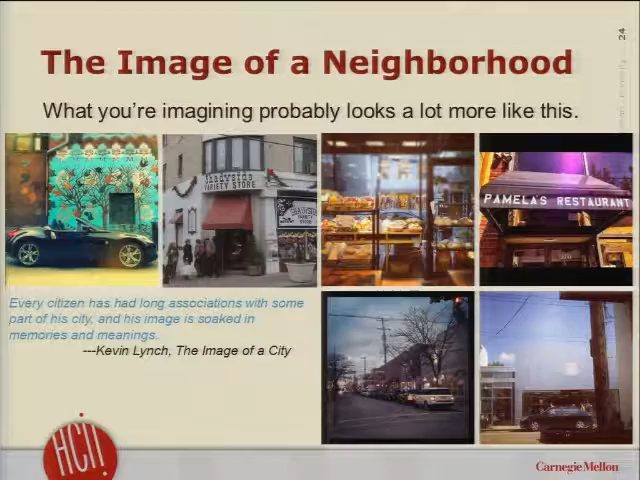 24
The Image of a Neighborhood
What you're imagining probably looks a lot more like this.
Shadyside
VARIETY STORE
PAMELA'S RESTAURANT
Every citizen has had long associations with some
part of his city, and his image is soaked in
memories and meanings.
---Kevin Lynch, The Image of a City
HCII
Carnegie Mellon